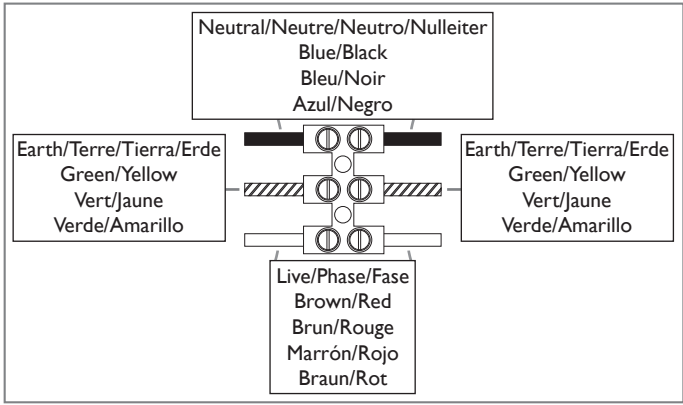 Neutral/Neutre/Neutro/Nulleiter
Blue/Black
Bleu/Noir
Azul/Negro
Earth/Terre/Tierra/Erde
Green/Yellow
Vert/Jaune
Verde/Amarillo
Earth/Terre/Tierra/Erde
Green/Yellow
Vert/Jaune
Verde/Amarillo
Live/Phase/Fase
Brown/Red
Brun/Rouge
Marrón/Rojo
Braun/Rot